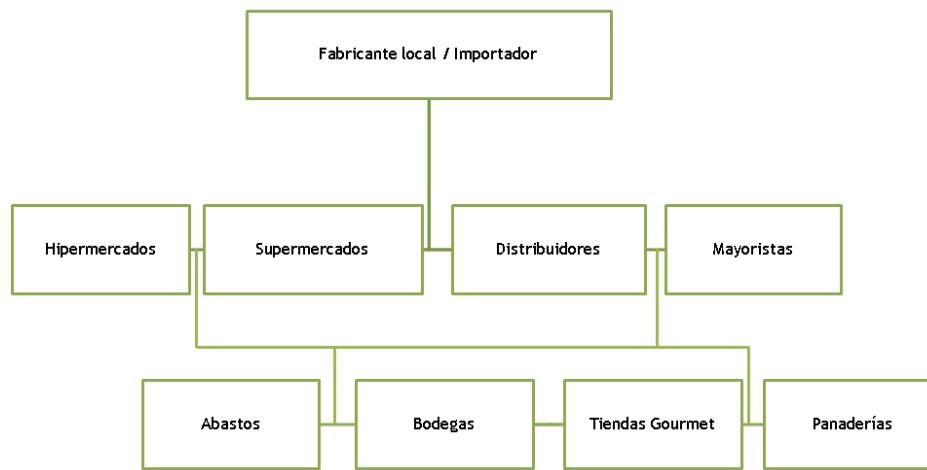 Fabricante local / Importador
Hipermercados
Supermercados
Distribuidores
Mayoristas
Abastos
Bodegas
Tiendas Gourmet
Panaderías